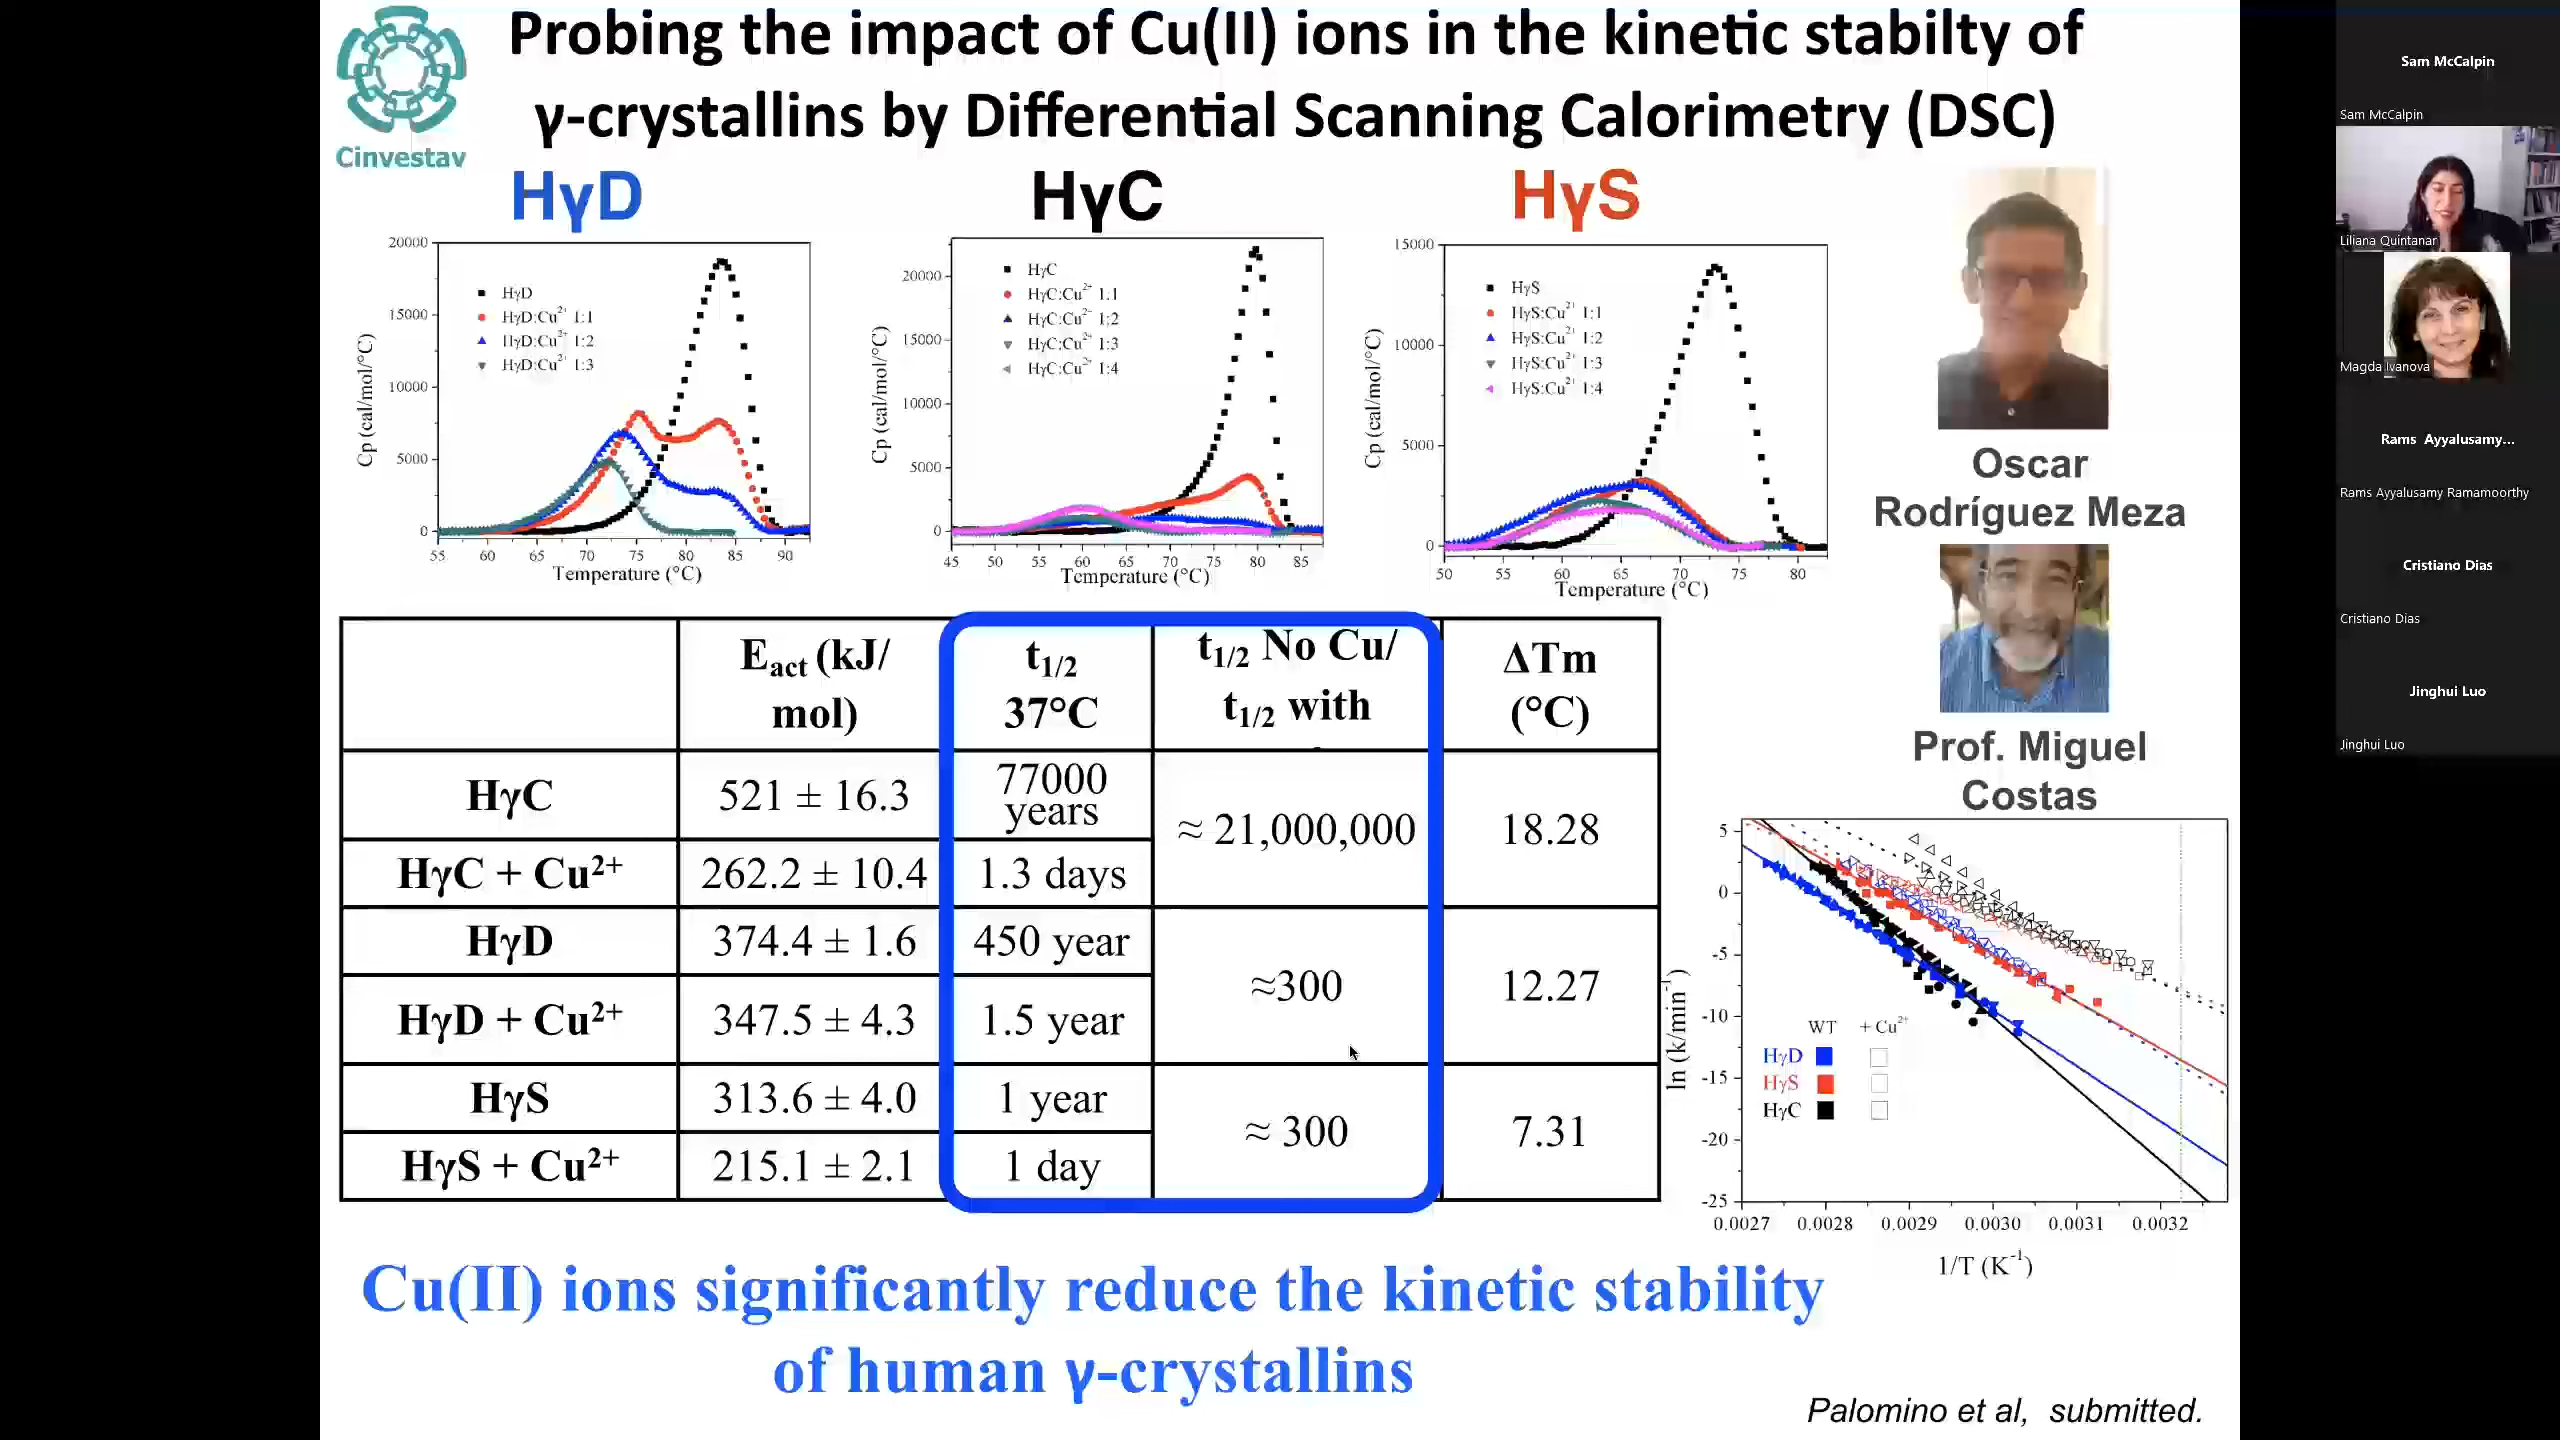 Probing the impact of Cu(II) ions in the kinetic stabilty of
γ-crystallins by Differential Scanning Calorimetry (DSC)
Cinvestav
HγD
HγC
HγS
20000
15000
10000
5000
0
Cp (cal/mol/°C)
HγD
HγD:Cu²⁺ 1:1
HγD:Cu²⁺ 1:2
HγD:Cu²⁺ 1:3
55 60 65 70 75 80 85 90
Temperature (°C)
20000
15000
10000
5000
0
Cp (cal/mol/°C)
HγC
HγC:Cu²⁺ 1:1
HγC:Cu²⁺ 1:2
HγC:Cu²⁺ 1:3
HγC:Cu²⁺ 1:4
45 50 55 60 65 70 75 80 85
Temperature (°C)
15000
10000
5000
0
Cp (cal/mol/°C)
HγS
HγS:Cu²⁺ 1:1
HγS:Cu²⁺ 1:2
HγS:Cu²⁺ 1:3
HγS:Cu²⁺ 1:4
50 55 60 65 70 75 80
Temperature (°C)
Oscar
Rodríguez Meza
Prof. Miguel
Costas
E_act (kJ/
mol)
t_1/2
37°C
t_1/2 No Cu/
t_1/2 with
ΔTm
(°C)
HγC
521 ± 16.3
77000
years
≈ 21,000,000
18.28
HγC + Cu²⁺
262.2 ± 10.4
1.3 days
HγD
374.4 ± 1.6
450 year
≈300
12.27
HγD + Cu²⁺
347.5 ± 4.3
1.5 year
HγS
313.6 ± 4.0
1 year
≈ 300
7.31
HγS + Cu²⁺
215.1 ± 2.1
1 day
5
0
-5
-10
-15
-20
-25
ln (k/min⁻¹)
WT + Cu²⁺
HγD
HγS
HγC
0.0027 0.0028 0.0029 0.0030 0.0031 0.0032
1/T (K⁻¹)
Cu(II) ions significantly reduce the kinetic stability
of human γ-crystallins
Palomino et al, submitted.
Sam McCalpin
Sam McCalpin
Liliana Quintanar
Magda Ivanova
Rams Ayyalusamy...
Rams Ayyalusamy Ramamoorthy
Cristiano Dias
Cristiano Dias
Jinghui Luo
Jinghui Luo